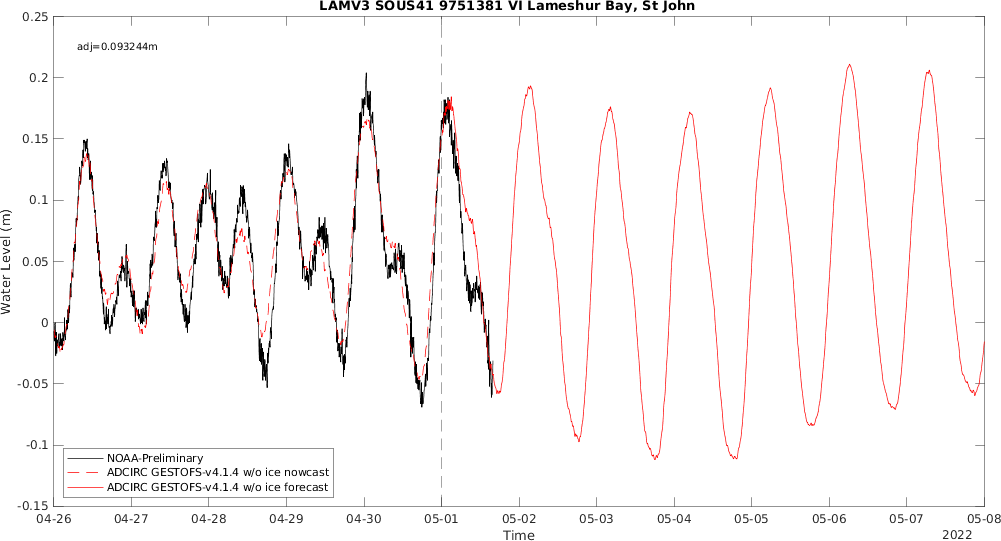 LAMV3 SOUS41 9751381 VI Lameshur Bay, St John
0.25
adj=0.093244m
0.2
0.15
0.1
0.05
0
-0.05
-0.1
-0.15
Water Level (m)
NOAA-Preliminary
ADCIRC GESTOFS-v4.1.4 w/o ice nowcast
ADCIRC GESTOFS-v4.1.4 w/o ice forecast
04-26 04-27 04-28 04-29 04-30 05-01 05-02 05-03 05-04 05-05 05-06 05-07 05-08
Time
2022